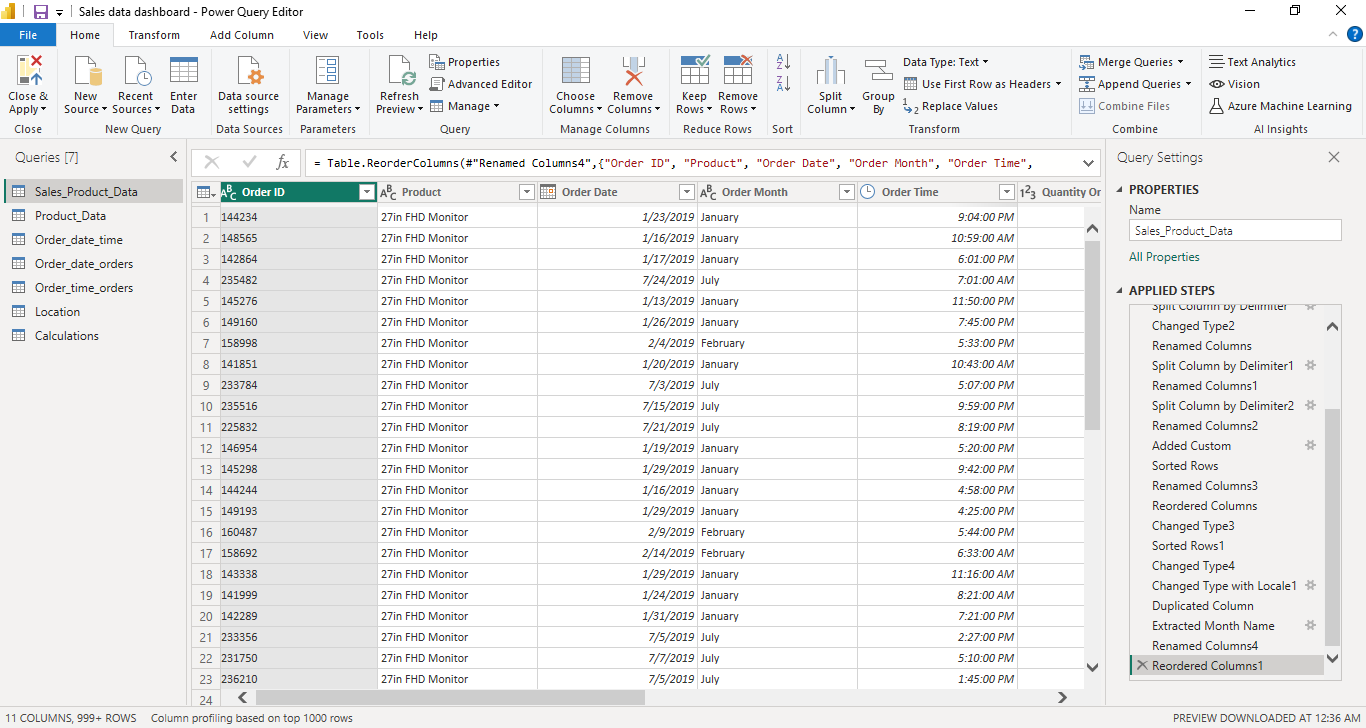 Sales data dashboard - Power Query Editor
File Home Transform Add Column View Tools Help
Close & Apply
Close
New Source
Recent Sources
Enter Data
New Query
Data source settings
Data Sources
Manage Parameters
Parameters
Refresh Preview
Properties
Advanced Editor
Manage
Query
Choose Columns
Remove Columns
Manage Columns
Keep Rows
Remove Rows
Reduce Rows
Sort
Split Column
Group By
Data Type: Text
Use First Row as Headers
Replace Values
Transform
Merge Queries
Append Queries
Combine Files
Combine
Text Analytics
Vision
Azure Machine Learning
AI Insights
Queries [7]
Sales_Product_Data
Product_Data
Order_date_time
Order_date_orders
Order_time_orders
Location
Calculations
= Table.ReorderColumns(#"Renamed Columns4",{"Order ID", "Product", "Order Date", "Order Month", "Order Time",
Order ID Product Order Date Order Month Order Time Quantity Or
1 144234 27in FHD Monitor 1/23/2019 January 9:04:00 PM
2 148565 27in FHD Monitor 1/16/2019 January 10:59:00 AM
3 142864 27in FHD Monitor 1/17/2019 January 6:01:00 PM
4 235482 27in FHD Monitor 7/24/2019 July 7:01:00 AM
5 145276 27in FHD Monitor 1/13/2019 January 11:50:00 PM
6 149160 27in FHD Monitor 1/26/2019 January 7:45:00 PM
7 158998 27in FHD Monitor 2/4/2019 February 5:33:00 PM
8 141851 27in FHD Monitor 1/20/2019 January 10:43:00 AM
9 233784 27in FHD Monitor 7/3/2019 July 5:07:00 PM
10 235516 27in FHD Monitor 7/15/2019 July 9:59:00 PM
11 225832 27in FHD Monitor 7/21/2019 July 8:19:00 PM
12 146954 27in FHD Monitor 1/19/2019 January 5:20:00 PM
13 145298 27in FHD Monitor 1/29/2019 January 9:42:00 PM
14 144244 27in FHD Monitor 1/16/2019 January 4:58:00 PM
15 149193 27in FHD Monitor 1/29/2019 January 4:25:00 PM
16 160487 27in FHD Monitor 2/9/2019 February 5:44:00 PM
17 158692 27in FHD Monitor 2/14/2019 February 6:33:00 AM
18 143338 27in FHD Monitor 1/29/2019 January 11:16:00 AM
19 141999 27in FHD Monitor 1/24/2019 January 8:21:00 AM
20 142289 27in FHD Monitor 1/31/2019 January 7:21:00 PM
21 233356 27in FHD Monitor 7/5/2019 July 2:27:00 PM
22 231750 27in FHD Monitor 7/7/2019 July 5:10:00 PM
23 236210 27in FHD Monitor 7/5/2019 July 1:45:00 PM
24
Query Settings
PROPERTIES
Name
Sales_Product_Data
All Properties
APPLIED STEPS
Split Column by Delimiter
Changed Type2
Renamed Columns
Split Column by Delimiter1
Renamed Columns1
Split Column by Delimiter2
Renamed Columns2
Added Custom
Sorted Rows
Renamed Columns3
Reordered Columns
Changed Type3
Sorted Rows1
Changed Type4
Changed Type with Locale1
Duplicated Column
Extracted Month Name
Renamed Columns4
Reordered Columns1
11 COLUMNS, 999+ ROWS Column profiling based on top 1000 rows PREVIEW DOWNLOADED AT 12:36 AM